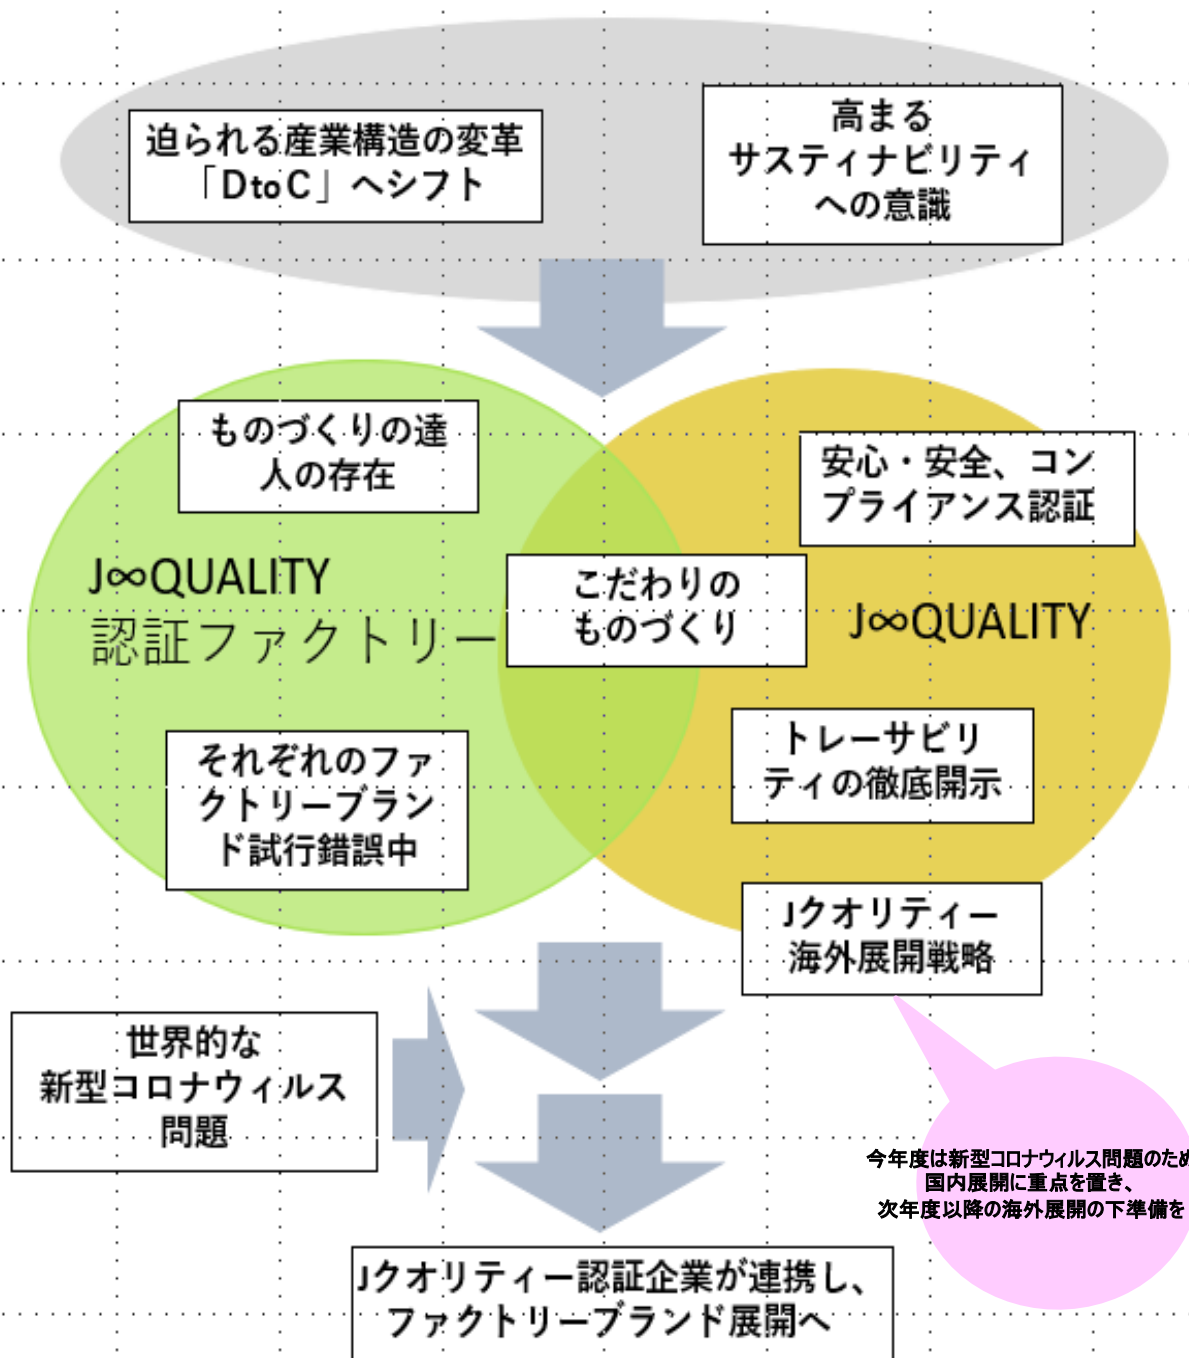 迫られる産業構造の変革
「DtoC」へシフト
高まる
サスティナビリティ
への意識
ものづくりの達
人の存在
安心・安全、コン
プライアンス認証
J∞QUALITY
認証ファクトリー
こだわりの
ものづくり
J∞QUALITY
それぞれのファ
クトリーブラン
ド試行錯誤中
トレーサビリ
ティの徹底開示
Jクオリティー
海外展開戦略
世界的な
新型コロナウィルス
問題
今年度は新型コロナウィルス問題のため
国内展開に重点を置き、
次年度以降の海外展開の下準備を
Jクオリティー認証企業が連携し、
ファクトリーブランド展開へ